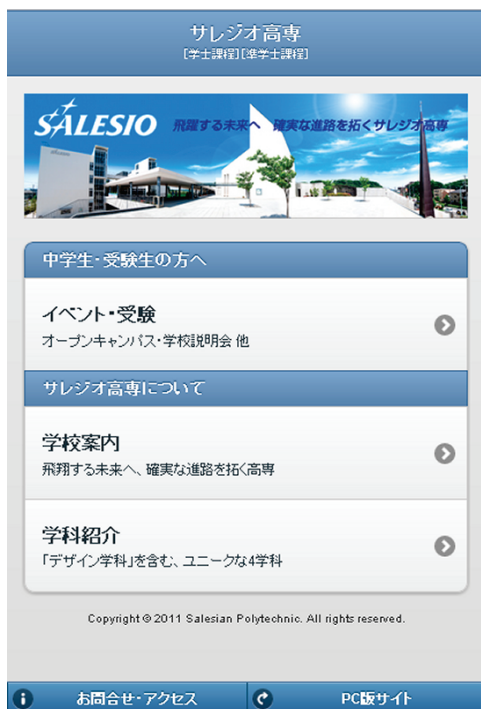 サレジオ高専
[学士課程][準学士課程]
SALESIO 飛躍する未来へ 確実な進路を拓くサレジオ高専
中学生・受験生の方へ
イベント・受験
オープンキャンパス・学校説明会 他
サレジオ高専について
学校案内
飛翔する未来へ、確実な進路を拓く高専
学科紹介
「デザイン学科」を含む、ユニークな4学科
Copyright © 2011 Salesian Polytechnic. All rights reserved.
お問合せ・アクセス PC版サイト